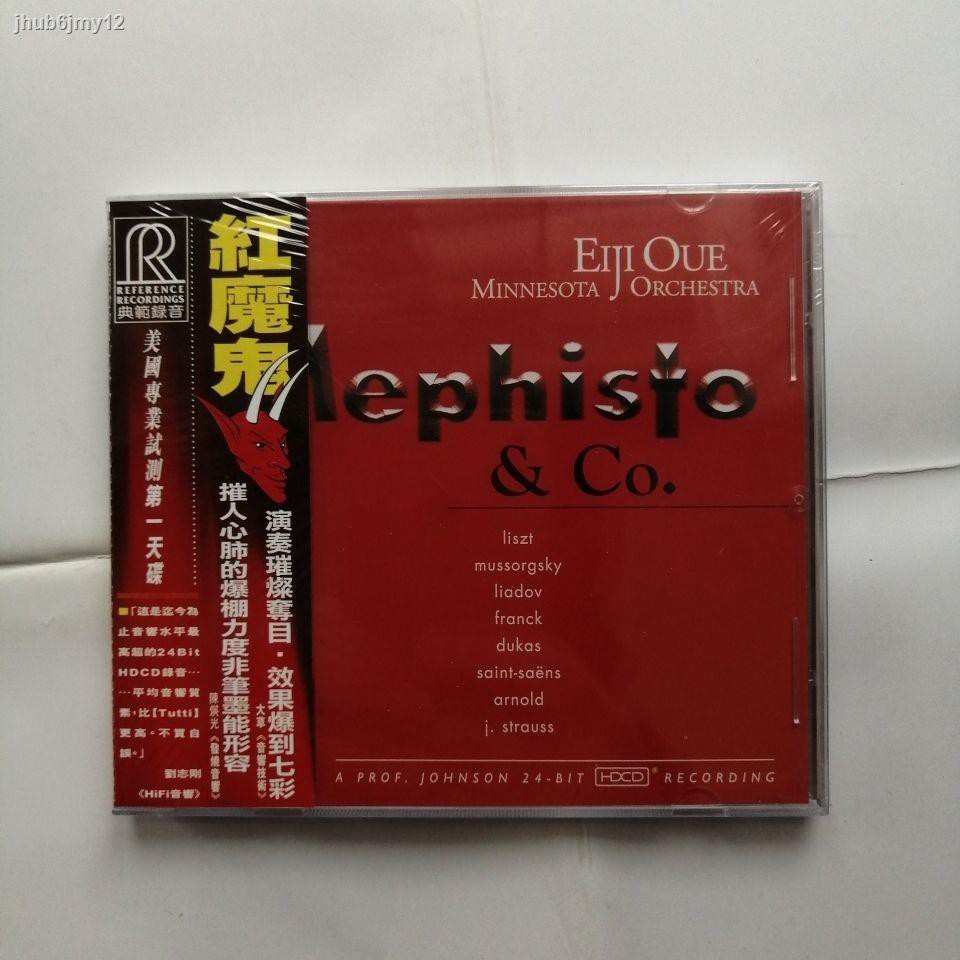 jhub6jmy12
REFERENCE
RECORDINGS
典範錄音
美國專業試測第一天碟
■「這是迄今為
止音響水平最
高超的24Bit
HDCD錄音⋯
⋯平均音響質
素，比【Tutti】
更高。不買自
誤。」
劉志剛
《HiFi音響》
紅魔鬼
演奏璀燦奪目．效果爆到七彩
大草《音響技術》
摧人心肺的爆棚力度非筆墨能形容
陳煐光《發燒音響》
EIJI OUE
MINNESOTA ORCHESTRA
Mephisto
& Co.
liszt
mussorgsky
liadov
franck
dukas
saint-saëns
arnold
j. strauss
A PROF. JOHNSON 24-BIT HDCD® RECORDING